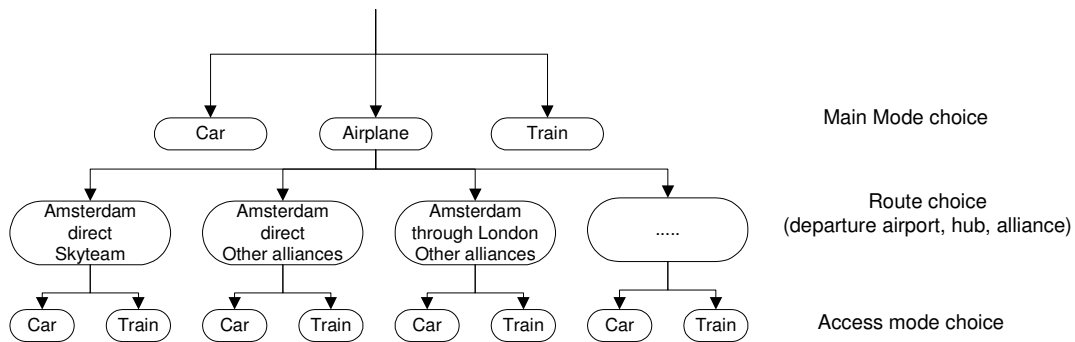 Car
Airplane
Train
Main Mode choice
Amsterdam
direct
Skyteam
Amsterdam
direct
Other alliances
Amsterdam
through London
Other alliances
.....
Route choice
(departure airport, hub, alliance)
Car
Train
Car
Train
Car
Train
Car
Train
Access mode choice